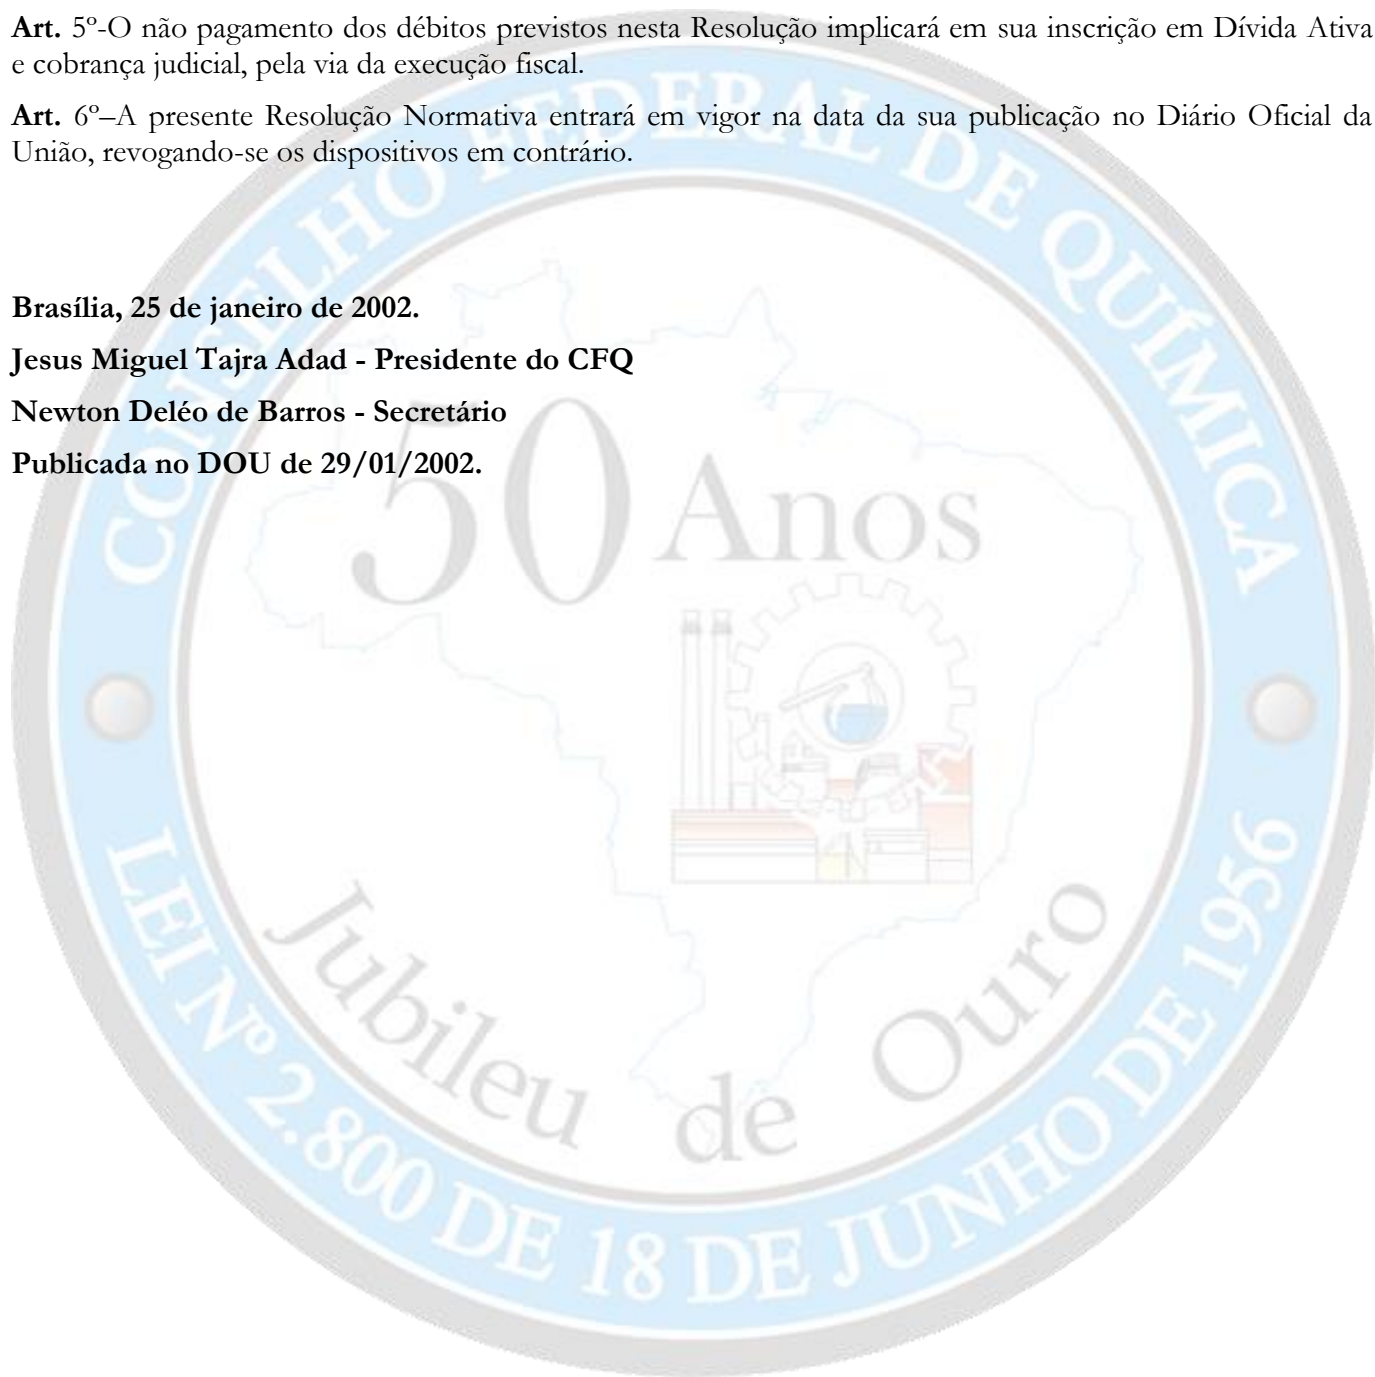 Art. 5º-O não pagamento dos débitos previstos nesta Resolução implicará em sua inscrição em Dívida Ativa
e cobrança judicial, pela via da execução fiscal.
Art. 6º–A presente Resolução Normativa entrará em vigor na data da sua publicação no Diário Oficial da
União, revogando-se os dispositivos em contrário.
Brasília, 25 de janeiro de 2002.
Jesus Miguel Tajra Adad - Presidente do CFQ
Newton Deléo de Barros - Secretário
Publicada no DOU de 29/01/2002.
CONSELHO FEDERAL DE QUÍMICA
50 Anos
Jubileu de Ouro
LEI Nº 2.800 DE 18 DE JUNHO DE 1956